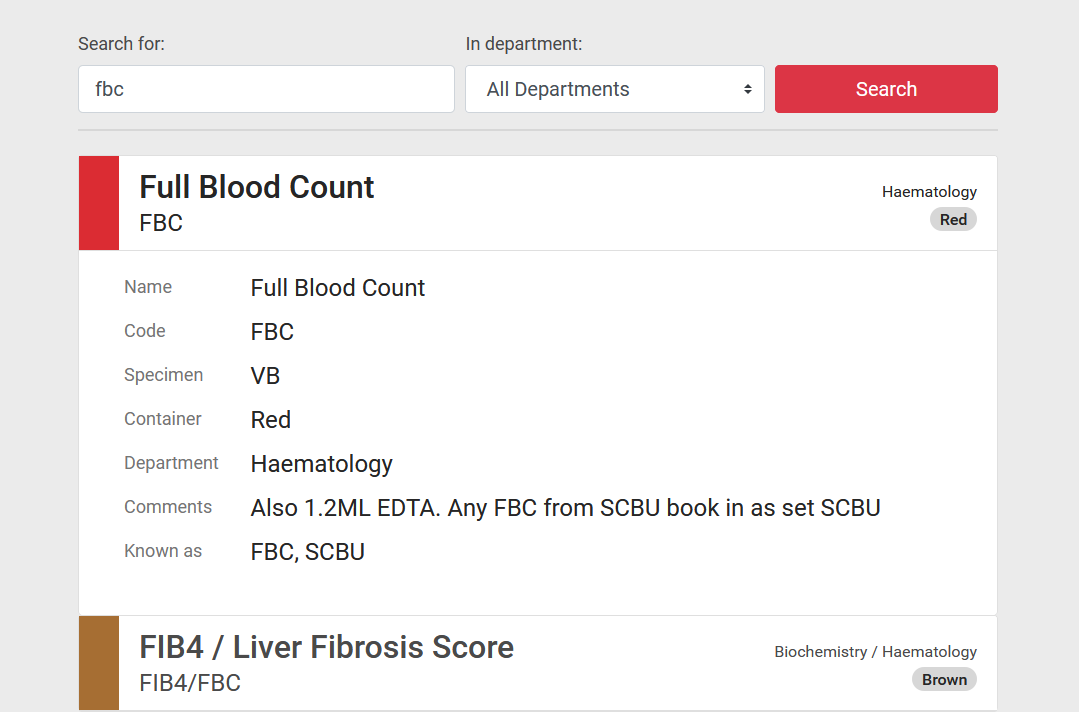 Search for: In department:
fbc All Departments Search
Full Blood Count
Haematology
FBC
Red
Name Full Blood Count
Code FBC
Specimen VB
Container Red
Department Haematology
Comments Also 1.2ML EDTA. Any FBC from SCBU book in as set SCBU
Known as FBC, SCBU
FIB4 / Liver Fibrosis Score
Biochemistry / Haematology
FIB4/FBC
Brown